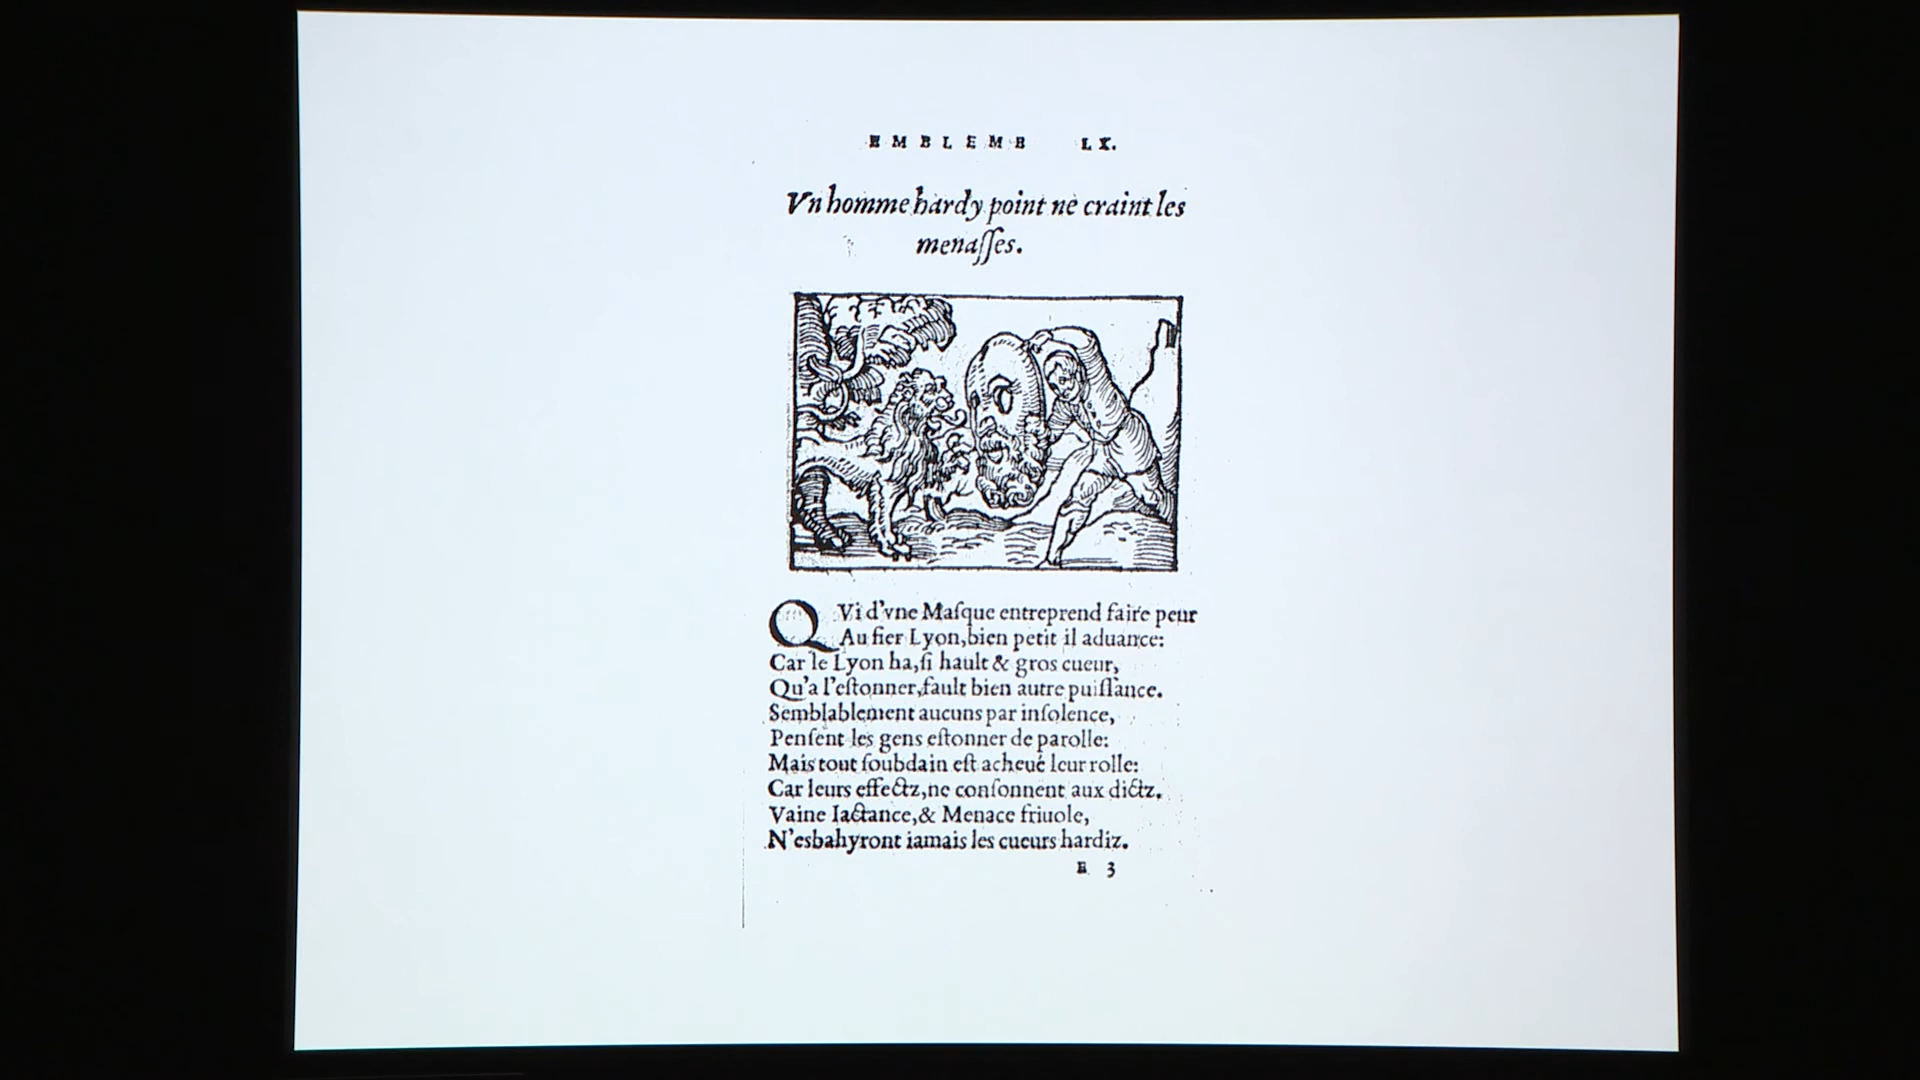 EMBLEME LX.
Vn homme hardy point ne craint les
menaſſes.
QVi d'vne Maſque entreprend faire peur
Au fier Lyon, bien petit il aduance:
Car le Lyon ha, ſi hault & gros cueur,
Qu'a l'eſtonner, fault bien autre puiſſance.
Semblablement aucuns par inſolence,
Penſent les gens eſtonner de parolle:
Mais tout ſoubdain eſt acheué leur rolle:
Car leurs effectz, ne conſonnent aux dictz.
Vaine Iactance, & Menace friuole,
N'esbahyront iamais les cueurs hardiz.
E 3